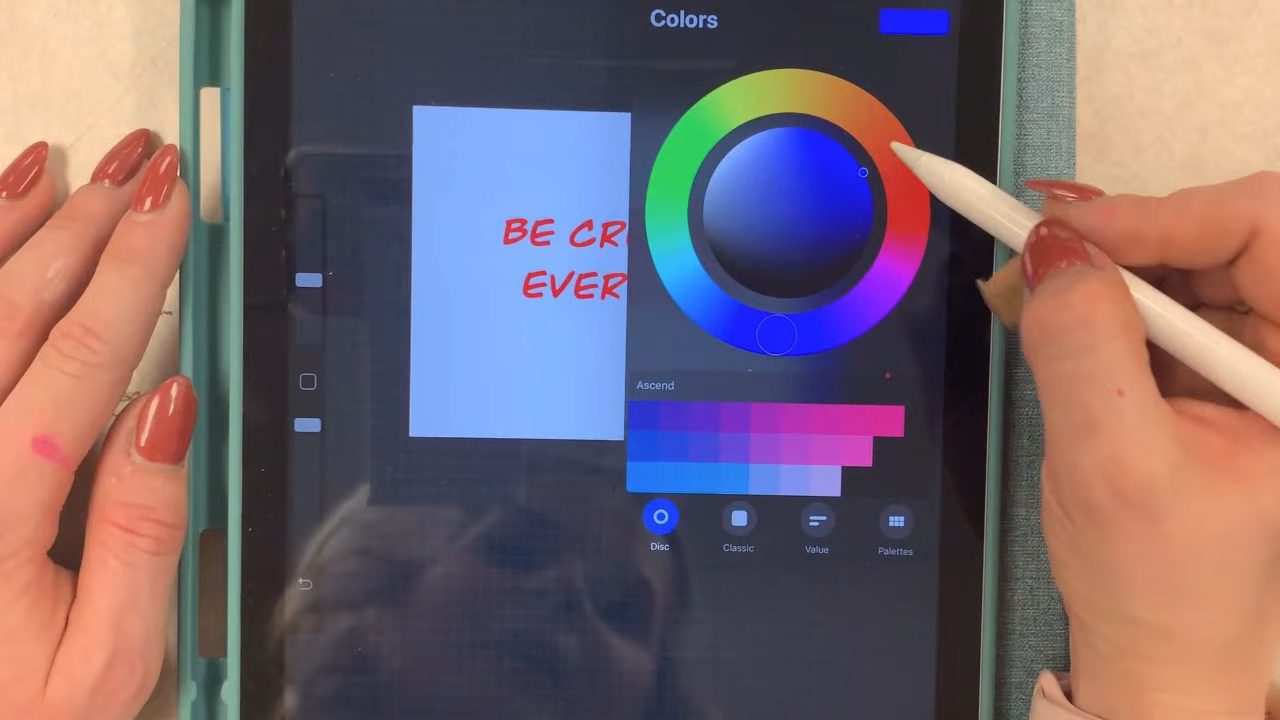 Colors
BE CR
EVER
Ascend
Disc
Classic
Value
Palettes